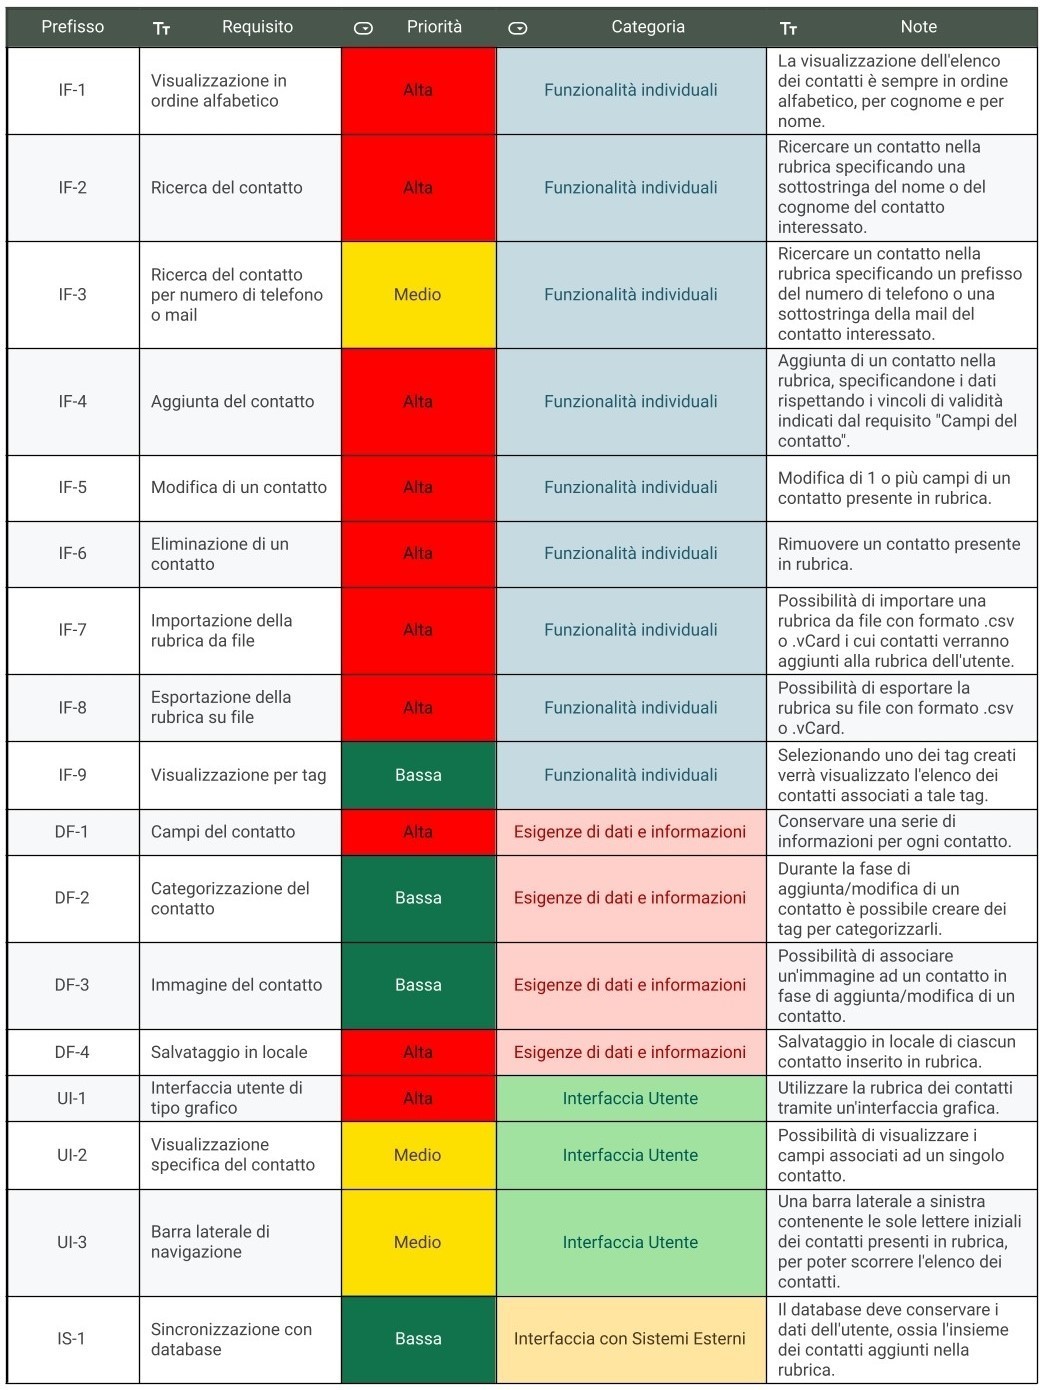 Prefisso Requisito Priorità Categoria Note
IF-1
Visualizzazione in
ordine alfabetico
Alta
Funzionalità individuali
La visualizzazione dell'elenco
dei contatti è sempre in ordine
alfabetico, per cognome e per
nome.
IF-2
Ricerca del contatto
Alta
Funzionalità individuali
Ricercare un contatto nella
rubrica specificando una
sottostringa del nome o del
cognome del contatto
interessato.
IF-3
Ricerca del contatto
per numero di telefono
o mail
Medio
Funzionalità individuali
Ricercare un contatto nella
rubrica specificando un prefisso
del numero di telefono o una
sottostringa della mail del
contatto interessato.
IF-4
Aggiunta del contatto
Alta
Funzionalità individuali
Aggiunta di un contatto nella
rubrica, specificandone i dati
rispettando i vincoli di validità
indicati dal requisito "Campi del
contatto".
IF-5
Modifica di un contatto
Alta
Funzionalità individuali
Modifica di 1 o più campi di un
contatto presente in rubrica.
IF-6
Eliminazione di un
contatto
Alta
Funzionalità individuali
Rimuovere un contatto presente
in rubrica.
IF-7
Importazione della
rubrica da file
Alta
Funzionalità individuali
Possibilità di importare una
rubrica da file con formato .csv
o .vCard i cui contatti verranno
aggiunti alla rubrica dell'utente.
IF-8
Esportazione della
rubrica su file
Alta
Funzionalità individuali
Possibilità di esportare la
rubrica su file con formato .csv
o .vCard.
IF-9
Visualizzazione per tag
Bassa
Funzionalità individuali
Selezionando uno dei tag creati
verrà visualizzato l'elenco dei
contatti associati a tale tag.
DF-1
Campi del contatto
Alta
Esigenze di dati e informazioni
Conservare una serie di
informazioni per ogni contatto.
DF-2
Categorizzazione del
contatto
Bassa
Esigenze di dati e informazioni
Durante la fase di
aggiunta/modifica di un
contatto è possibile creare dei
tag per categorizzarli.
DF-3
Immagine del contatto
Bassa
Esigenze di dati e informazioni
Possibilità di associare
un'immagine ad un contatto in
fase di aggiunta/modifica di un
contatto.
DF-4
Salvataggio in locale
Alta
Esigenze di dati e informazioni
Salvataggio in locale di ciascun
contatto inserito in rubrica.
UI-1
Interfaccia utente di
tipo grafico
Alta
Interfaccia Utente
Utilizzare la rubrica dei contatti
tramite un'interfaccia grafica.
UI-2
Visualizzazione
specifica del contatto
Medio
Interfaccia Utente
Possibilità di visualizzare i
campi associati ad un singolo
contatto.
UI-3
Barra laterale di
navigazione
Medio
Interfaccia Utente
Una barra laterale a sinistra
contenente le sole lettere iniziali
dei contatti presenti in rubrica,
per poter scorrere l'elenco dei
contatti.
IS-1
Sincronizzazione con
database
Bassa
Interfaccia con Sistemi Esterni
Il database deve conservare i
dati dell'utente, ossia l'insieme
dei contatti aggiunti nella
rubrica.